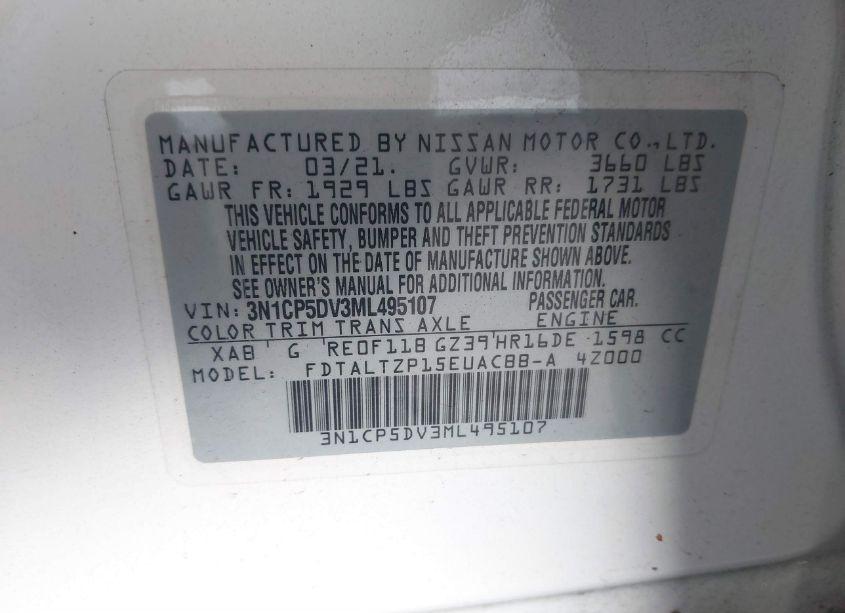 MANUFACTURED BY NISSAN MOTOR CO., LTD.
DATE: 03/21. GVWR: 3660 LBS
GAWR FR: 1929 LBS GAWR RR: 1731 LBS
THIS VEHICLE CONFORMS TO ALL APPLICABLE FEDERAL MOTOR
VEHICLE SAFETY, BUMPER AND THEFT PREVENTION STANDARDS
IN EFFECT ON THE DATE OF MANUFACTURE SHOWN ABOVE.
SEE OWNER'S MANUAL FOR ADDITIONAL INFORMATION.
VIN: 3N1CP5DV3ML495107 PASSENGER CAR.
COLOR TRIM TRANS AXLE ENGINE
XAB G RE0F11B GZ39 HR16DE 1598 CC
MODEL: FDTALTZP15EUACBB-A 4Z000
3N1CP5DV3ML495107